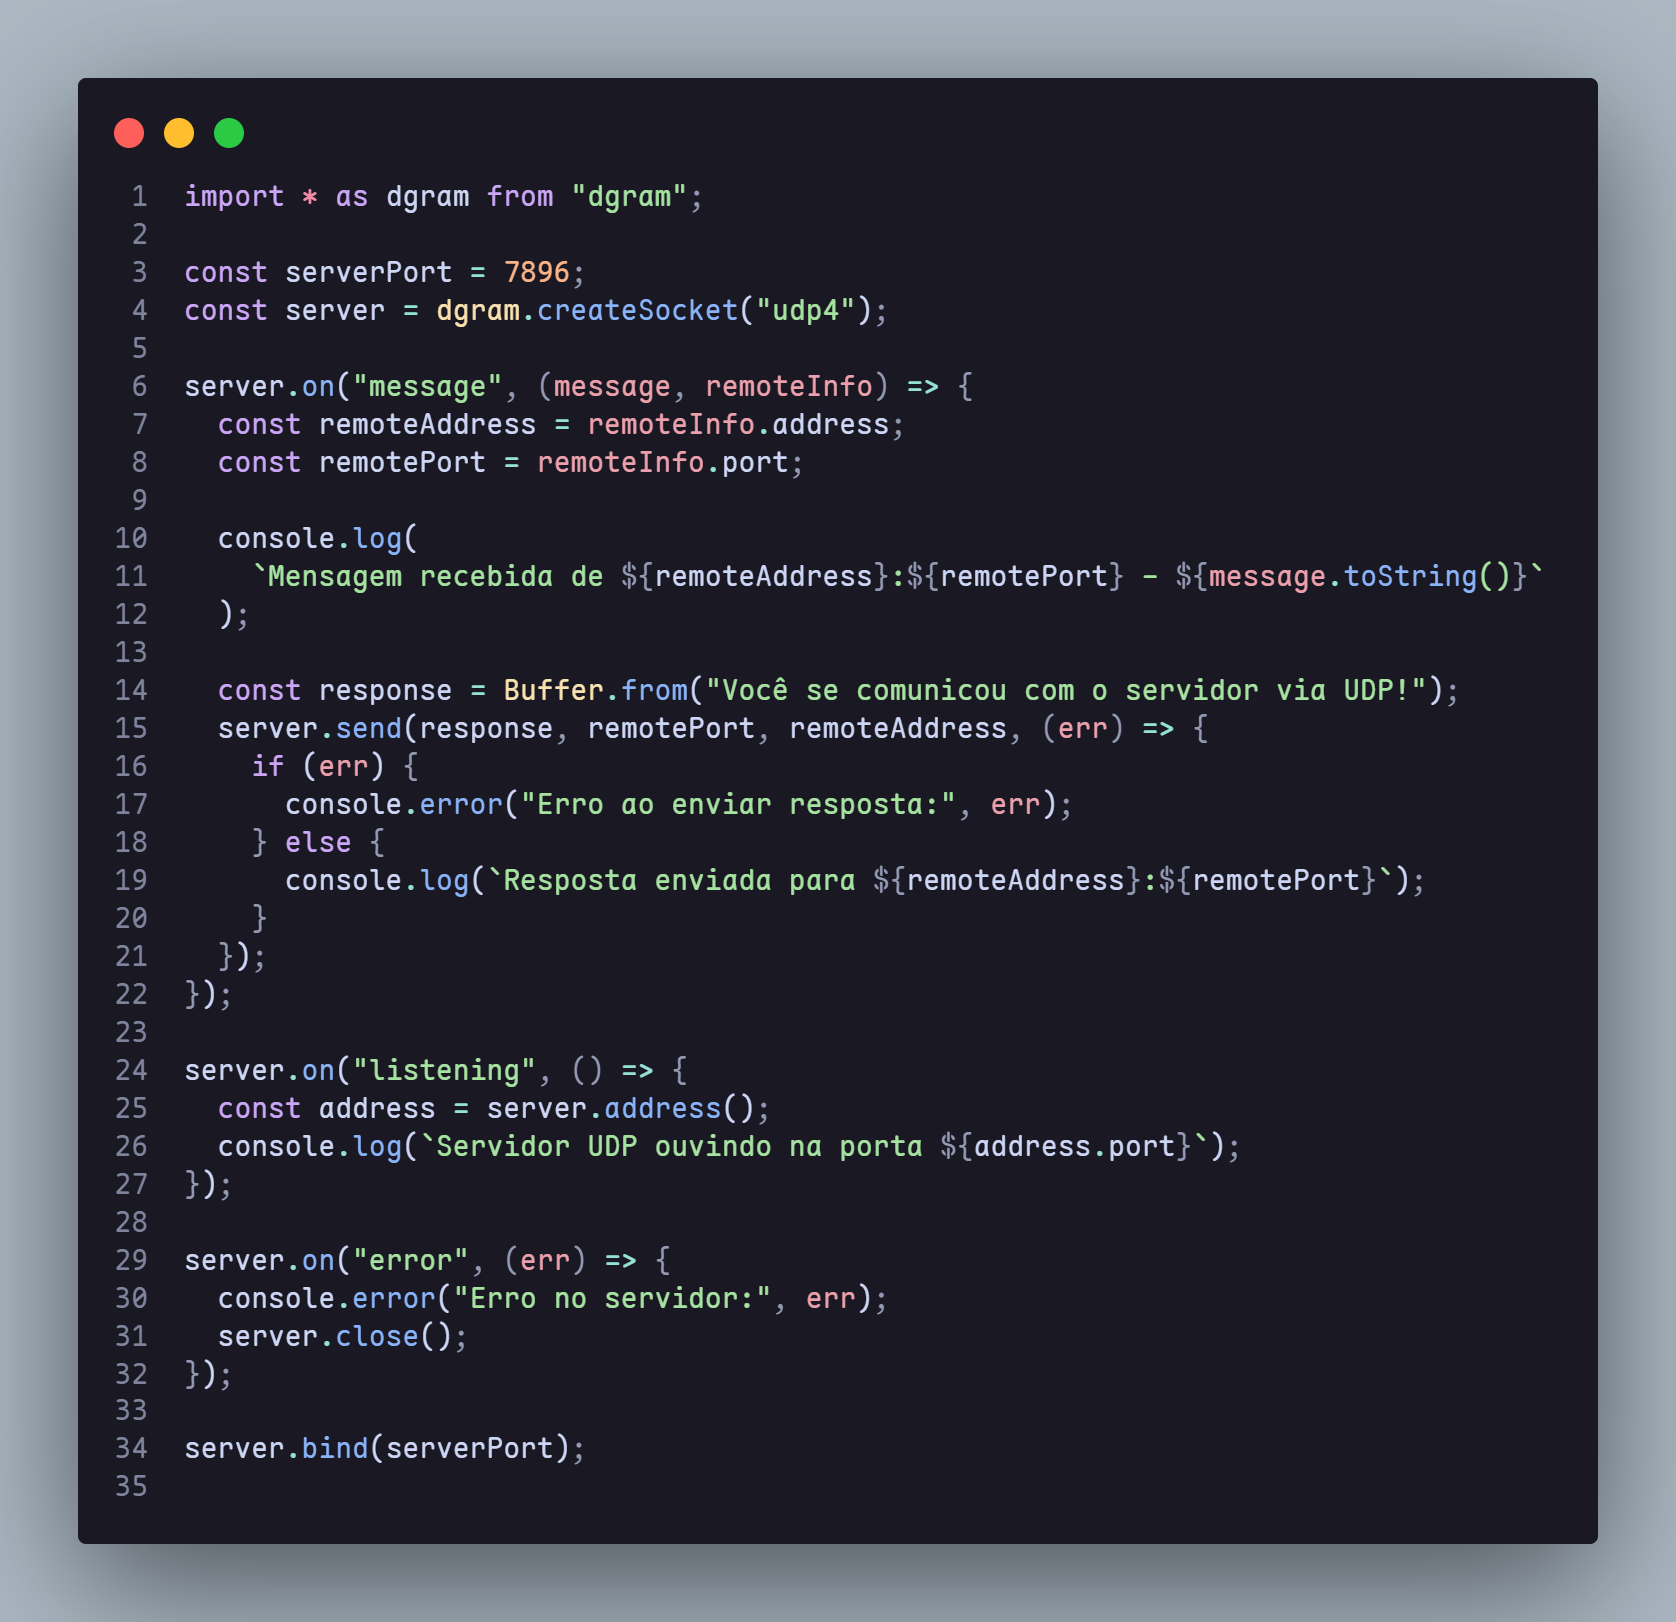 1 import * as dgram from "dgram";
2
3 const serverPort = 7896;
4 const server = dgram.createSocket("udp4");
5
6 server.on("message", (message, remoteInfo) => {
7   const remoteAddress = remoteInfo.address;
8   const remotePort = remoteInfo.port;
9
10   console.log(
11     `Mensagem recebida de ${remoteAddress}:${remotePort} - ${message.toString()}`
12   );
13
14   const response = Buffer.from("Você se comunicou com o servidor via UDP!");
15   server.send(response, remotePort, remoteAddress, (err) => {
16     if (err) {
17       console.error("Erro ao enviar resposta:", err);
18     } else {
19       console.log(`Resposta enviada para ${remoteAddress}:${remotePort}`);
20     }
21   });
22 });
23
24 server.on("listening", () => {
25   const address = server.address();
26   console.log(`Servidor UDP ouvindo na porta ${address.port}`);
27 });
28
29 server.on("error", (err) => {
30   console.error("Erro no servidor:", err);
31   server.close();
32 });
33
34 server.bind(serverPort);
35